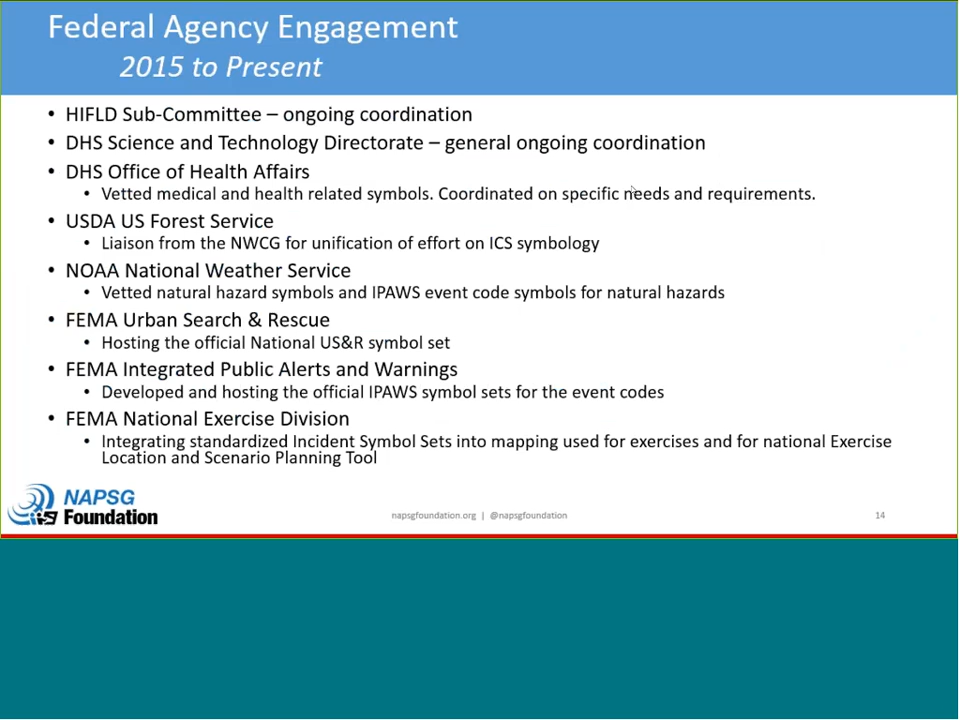 Federal Agency Engagement
2015 to Present
• HIFLD Sub-Committee – ongoing coordination
• DHS Science and Technology Directorate – general ongoing coordination
• DHS Office of Health Affairs
• Vetted medical and health related symbols. Coordinated on specific needs and requirements.
• USDA US Forest Service
• Liaison from the NWCG for unification of effort on ICS symbology
• NOAA National Weather Service
• Vetted natural hazard symbols and IPAWS event code symbols for natural hazards
• FEMA Urban Search & Rescue
• Hosting the official National US&R symbol set
• FEMA Integrated Public Alerts and Warnings
• Developed and hosting the official IPAWS symbol sets for the event codes
• FEMA National Exercise Division
• Integrating standardized Incident Symbol Sets into mapping used for exercises and for national Exercise
Location and Scenario Planning Tool
NAPSG
Foundation
napsgfoundation.org | @napsgfoundation
14